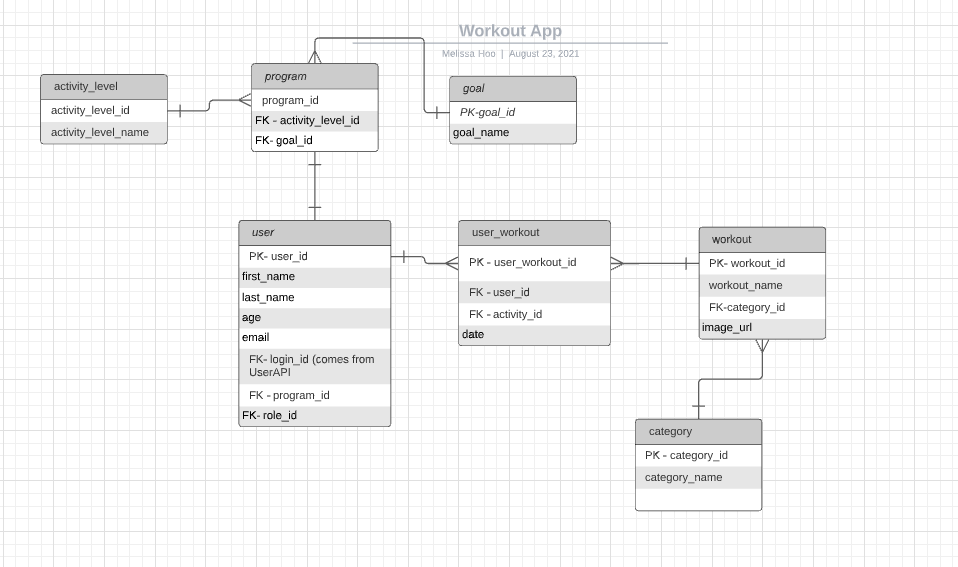 Workout App
Melissa Hoo | August 23, 2021
activity_level
activity_level_id
activity_level_name
program
program_id
FK - activity_level_id
FK- goal_id
goal
PK-goal_id
goal_name
user
PK- user_id
first_name
last_name
age
email
FK- login_id (comes from
UserAPI
FK - program_id
FK- role_id
user_workout
PK - user_workout_id
FK - user_id
FK - activity_id
date
workout
PK- workout_id
workout_name
FK-category_id
image_url
category
PK - category_id
category_name